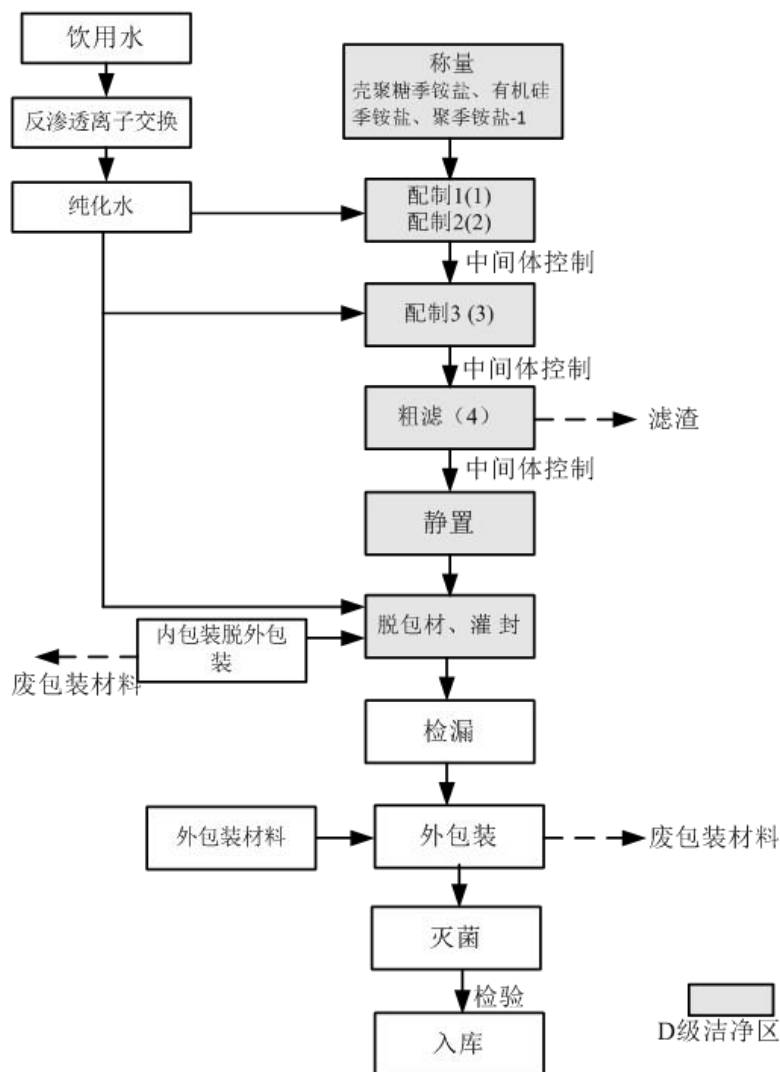 饮用水
反渗透离子交换
纯化水
称量
壳聚糖季铵盐、有机硅
季铵盐、聚季铵盐-1
配制1(1)
配制2(2)
中间体控制
配制3 (3)
中间体控制
粗滤（4）
滤渣
中间体控制
静置
脱包材、灌 封
内包装脱外包
装
废包装材料
检漏
外包装材料
外包装
废包装材料
灭菌
检验
入库
D级洁净区